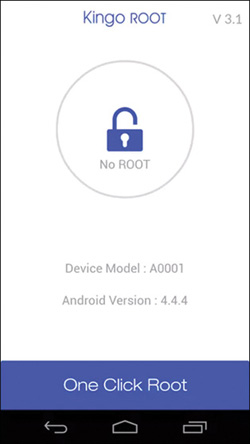 Kingo ROOT
V 3.1
No ROOT
Device Model : A0001
Android Version : 4.4.4
One Click Root